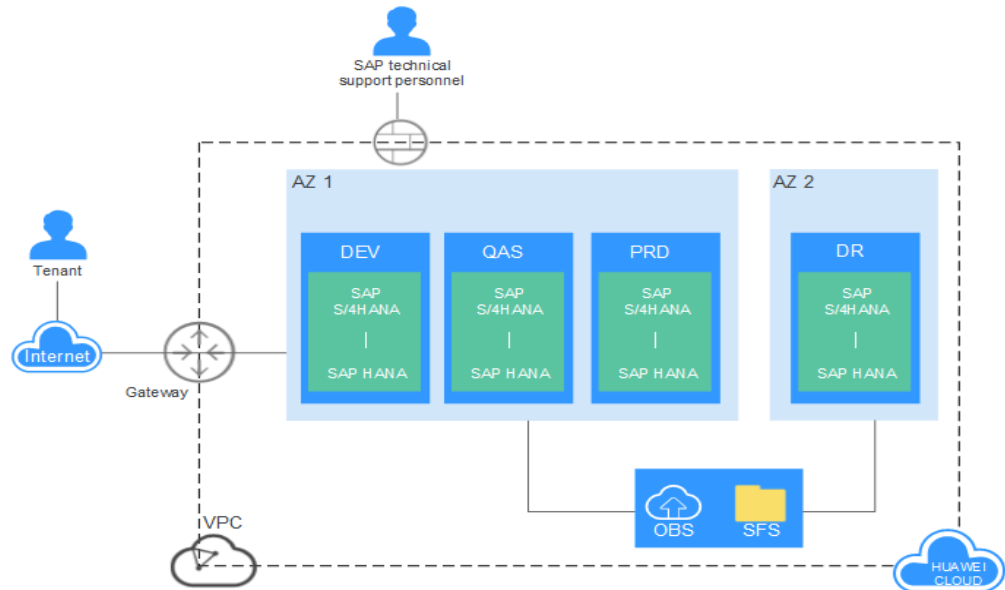 SAP technical
support personnel
AZ 1
AZ 2
DEV
QAS
PRD
DR
SAP
S/4HANA
SAP HANA
SAP
S/4HANA
SAP HANA
SAP
S/4HANA
SAP HANA
SAP
S/4HANA
SAP HANA
Tenant
Internet
Gateway
OBS
SFS
VPC
HUAWEI
CLOUD